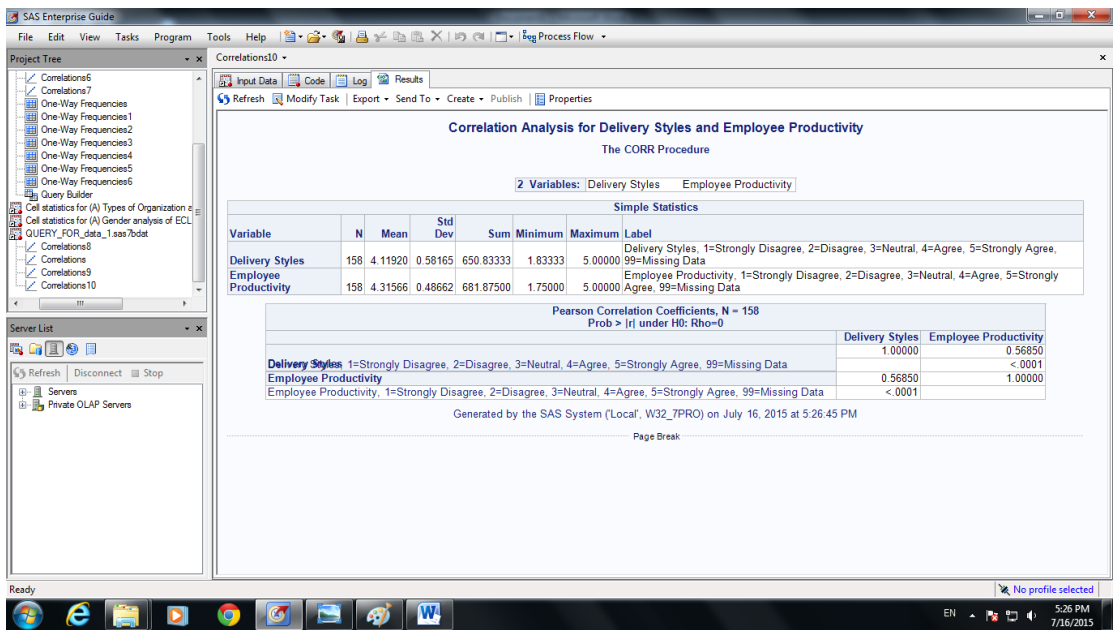 SAS Enterprise Guide
File Edit View Tasks Program Tools Help Process Flow
Project Tree
Correlations6
Correlations7
One-Way Frequencies
One-Way Frequencies1
One-Way Frequencies2
One-Way Frequencies3
One-Way Frequencies4
One-Way Frequencies5
One-Way Frequencies6
Query Builder
Cell statistics for (A) Types of Organization a
Cell statistics for (A) Gender analysis of ECL
QUERY_FOR_data_1.sas7bdat
Correlations8
Correlations
Correlations9
Correlations10
Server List
Refresh Disconnect Stop
Servers
Private OLAP Servers
Correlations10
Input Data Code Log Results
Refresh Modify Task Export Send To Create Publish Properties
Correlation Analysis for Delivery Styles and Employee Productivity
The CORR Procedure
2 Variables: Delivery Styles Employee Productivity
Simple Statistics
Variable N Mean Std Dev Sum Minimum Maximum Label
Delivery Styles 158 4.11920 0.58165 650.83333 1.83333 5.00000 Delivery Styles, 1=Strongly Disagree, 2=Disagree, 3=Neutral, 4=Agree, 5=Strongly Agree, 99=Missing Data
Employee Productivity 158 4.31566 0.48662 681.87500 1.75000 5.00000 Employee Productivity, 1=Strongly Disagree, 2=Disagree, 3=Neutral, 4=Agree, 5=Strongly Agree, 99=Missing Data
Pearson Correlation Coefficients, N = 158
Prob > |r| under H0: Rho=0
Delivery Styles Employee Productivity
1.00000 0.56850
Delivery Styles, 1=Strongly Disagree, 2=Disagree, 3=Neutral, 4=Agree, 5=Strongly Agree, 99=Missing Data <.0001
Employee Productivity 0.56850 1.00000
Employee Productivity, 1=Strongly Disagree, 2=Disagree, 3=Neutral, 4=Agree, 5=Strongly Agree, 99=Missing Data <.0001
Generated by the SAS System ('Local', W32_7PRO) on July 16, 2015 at 5:26:45 PM
Page Break
Ready
No profile selected
EN
5:26 PM
7/16/2015